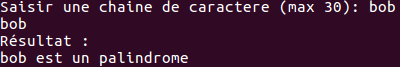 Saisir une chaine de caractere (max 30): bob
bob
Résultat :
bob est un palindrome